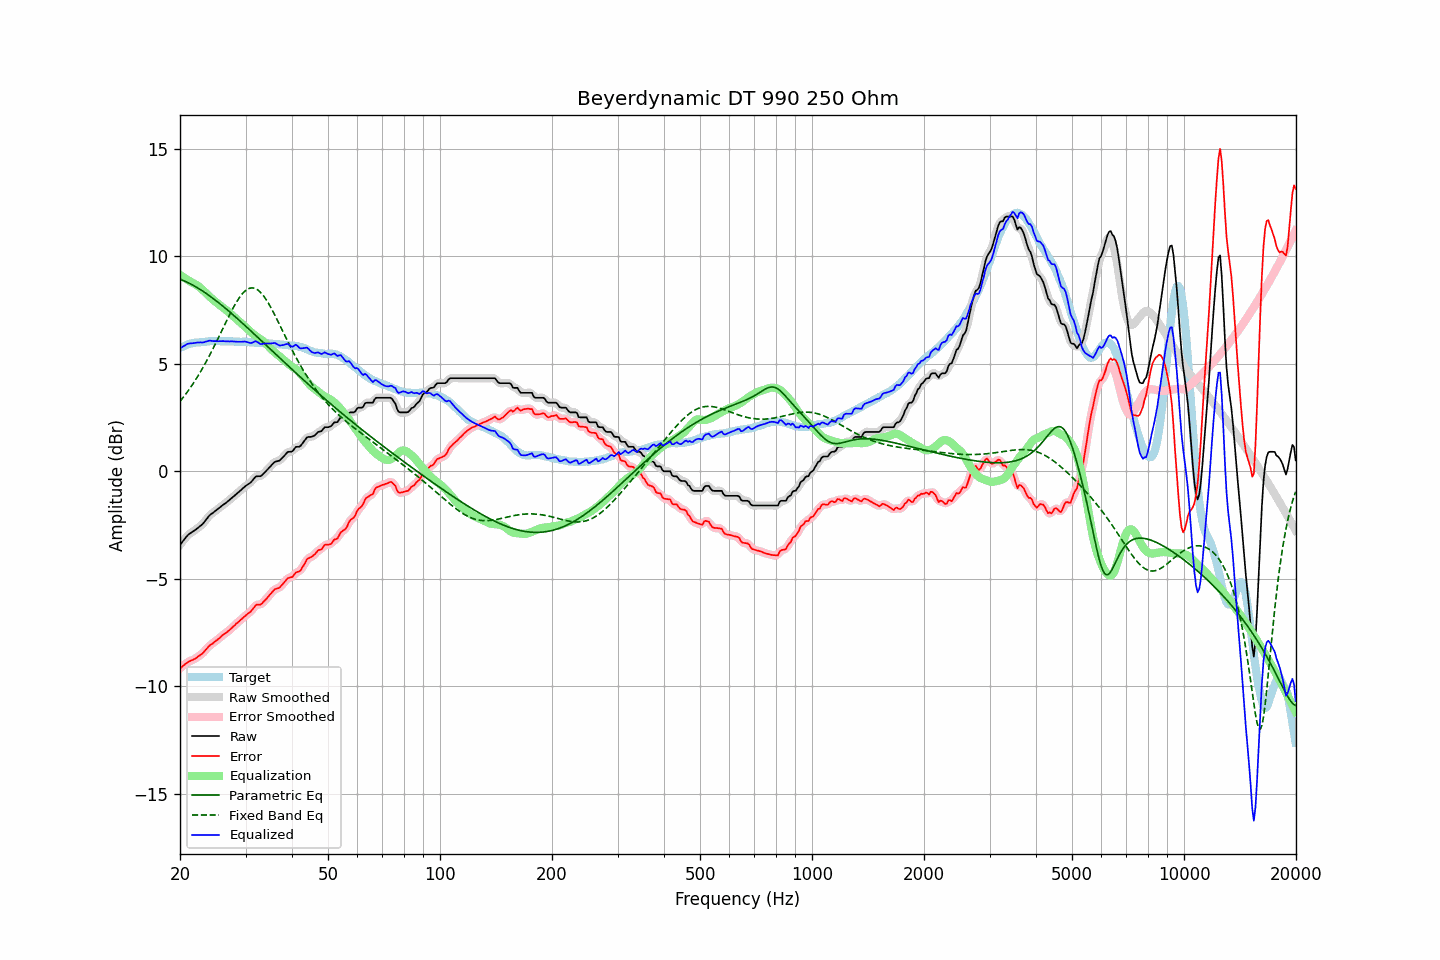 Beyerdynamic DT 990 250 Ohm
Amplitude (dBr)
15
10
5
0
−5
−10
−15
Target
Raw Smoothed
Error Smoothed
Raw
Error
Equalization
Parametric Eq
Fixed Band Eq
Equalized
20 50 100 200 500 1000 2000 5000 10000 20000
Frequency (Hz)